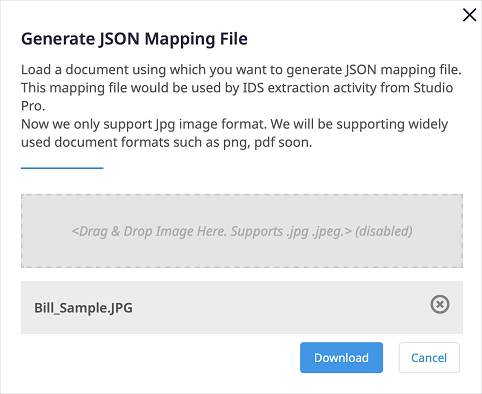 Generate JSON Mapping File
Load a document using which you want to generate JSON mapping file.
This mapping file would be used by IDS extraction activity from Studio
Pro.
Now we only support Jpg image format. We will be supporting widely
used document formats such as png, pdf soon.
<Drag & Drop Image Here. Supports .jpg .jpeg.> (disabled)
Bill_Sample.JPG
Download
Cancel